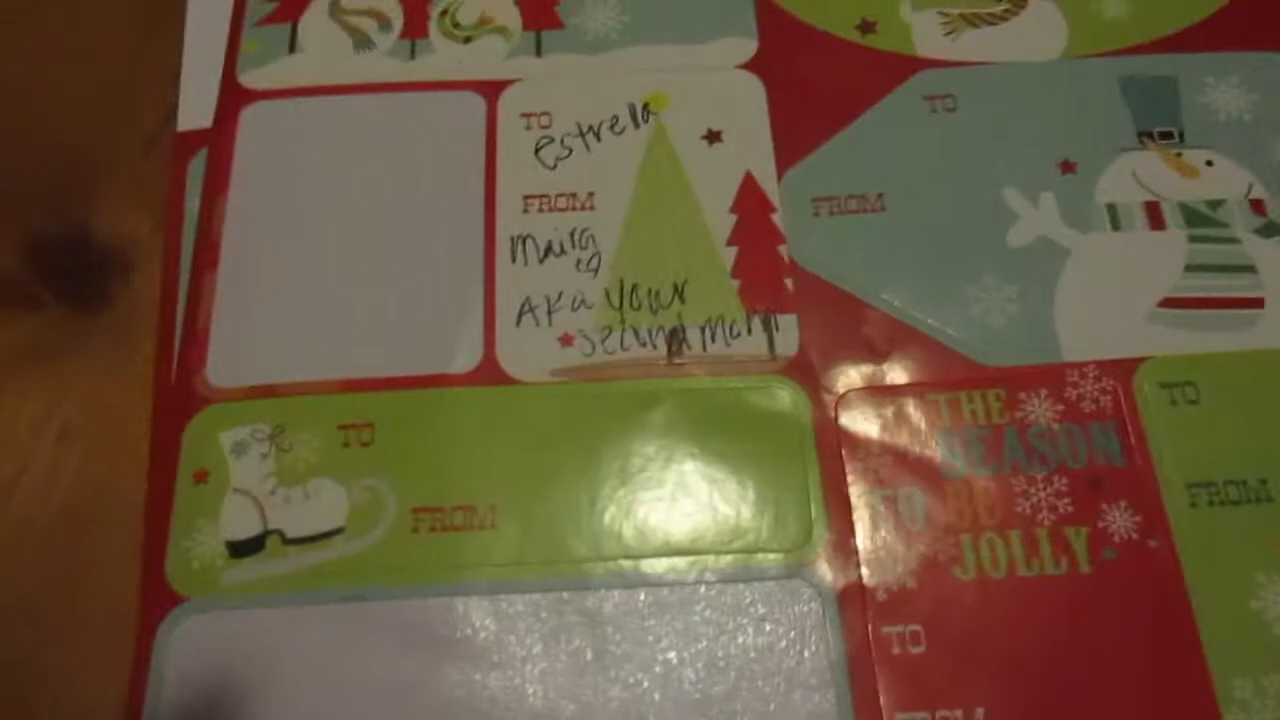 TO
estrella
FROM
maira
AKa your
second mom
TO
FROM
TO
FROM
THE
SEASON
TO BE
JOLLY
TO
FROM
TO
FROM